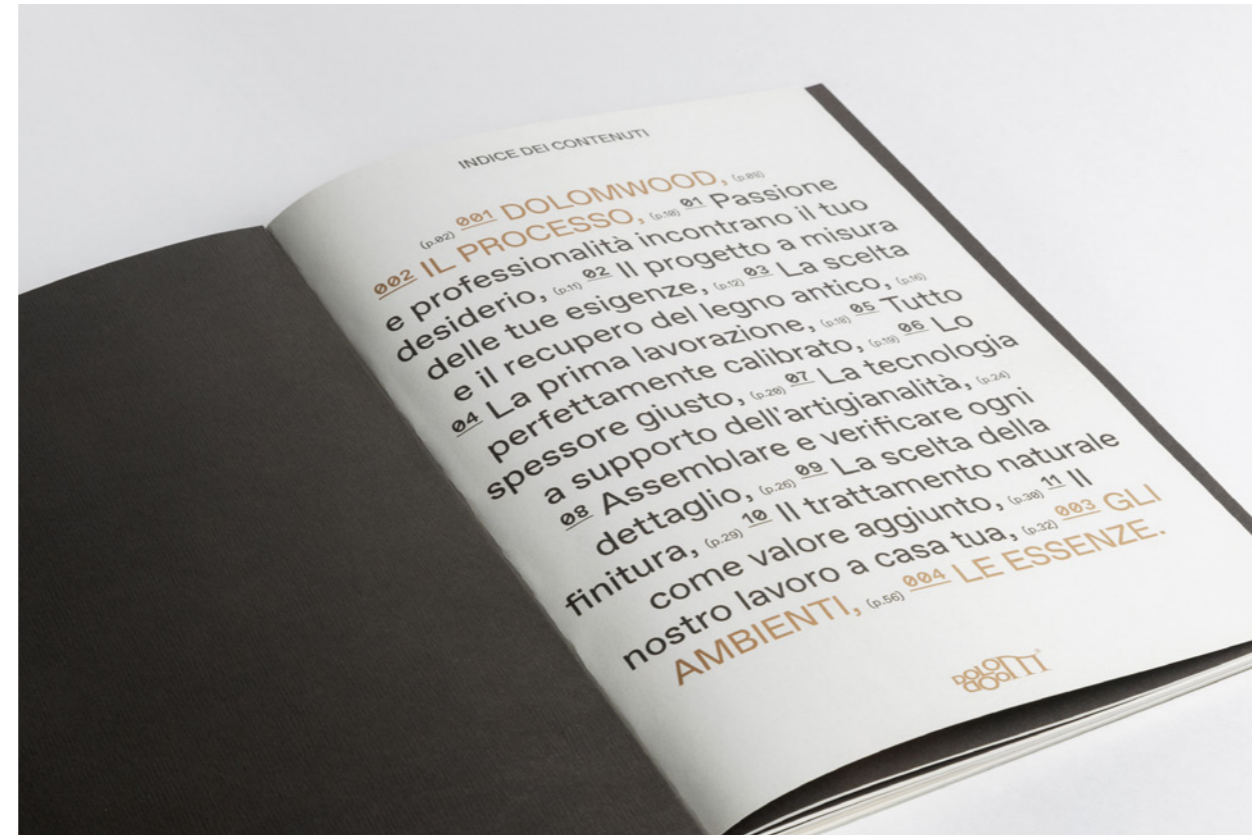 INDICE DEI CONTENUTI
(p.02) 001 DOLOMWOOD, (p.09)
002 IL PROCESSO, (p.10) 01 Passione
e professionalità incontrano il tuo
desiderio, (p.11) 02 Il progetto a misura
delle tue esigenze, (p.12) 03 La scelta
e il recupero del legno antico, (p.16)
04 La prima lavorazione, (p.18) 05 Tutto
perfettamente calibrato, (p.19) 06 Lo
spessore giusto, (p.20) 07 La tecnologia
a supporto dell'artigianalità, (p.24)
08 Assemblare e verificare ogni
dettaglio, (p.26) 09 La scelta della
finitura, (p.29) 10 Il trattamento naturale
come valore aggiunto, (p.30) 11 Il
nostro lavoro a casa tua, (p.32) 003 GLI
AMBIENTI, (p.56) 004 LE ESSENZE.